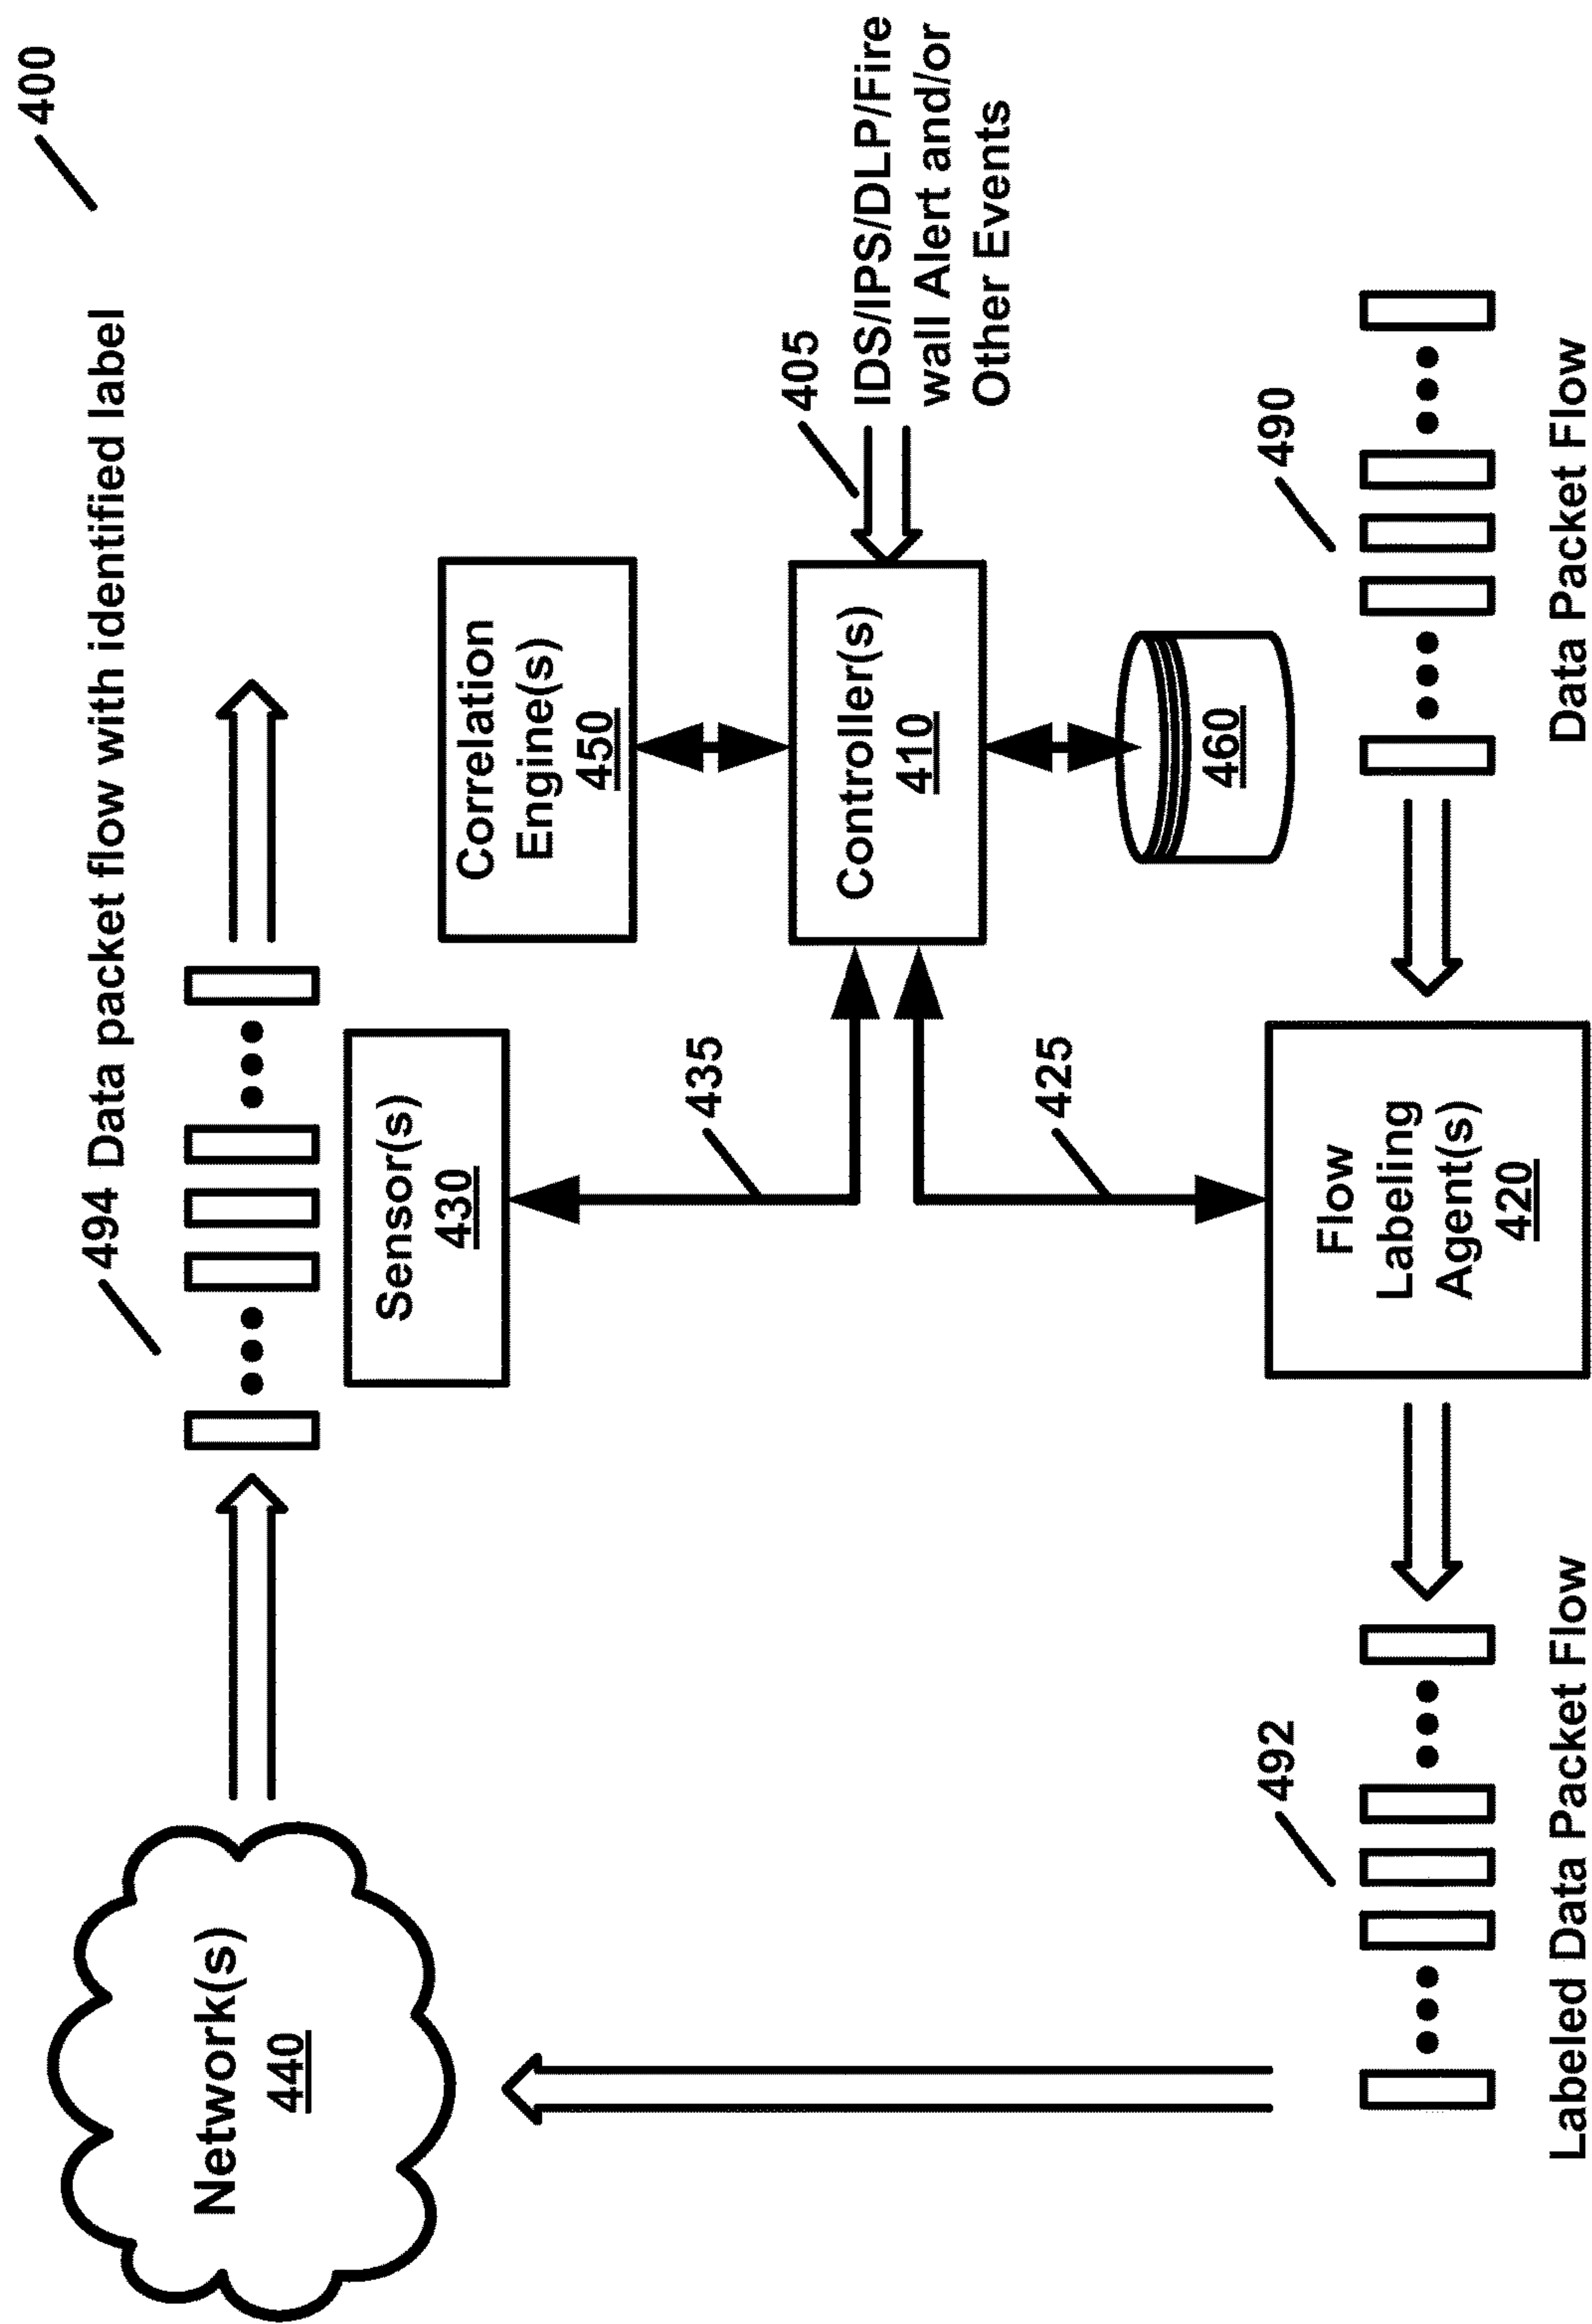 400
494 Data packet flow with identified label
Network(s)
440
Sensor(s)
430
Correlation
Engine(s)
450
435
405
IDS/IPS/DLP/Fire
wall Alert and/or
Other Events
Controller(s)
410
425
460
492
Flow
Labeling
Agent(s)
420
490
Labeled Data Packet Flow
Data Packet Flow